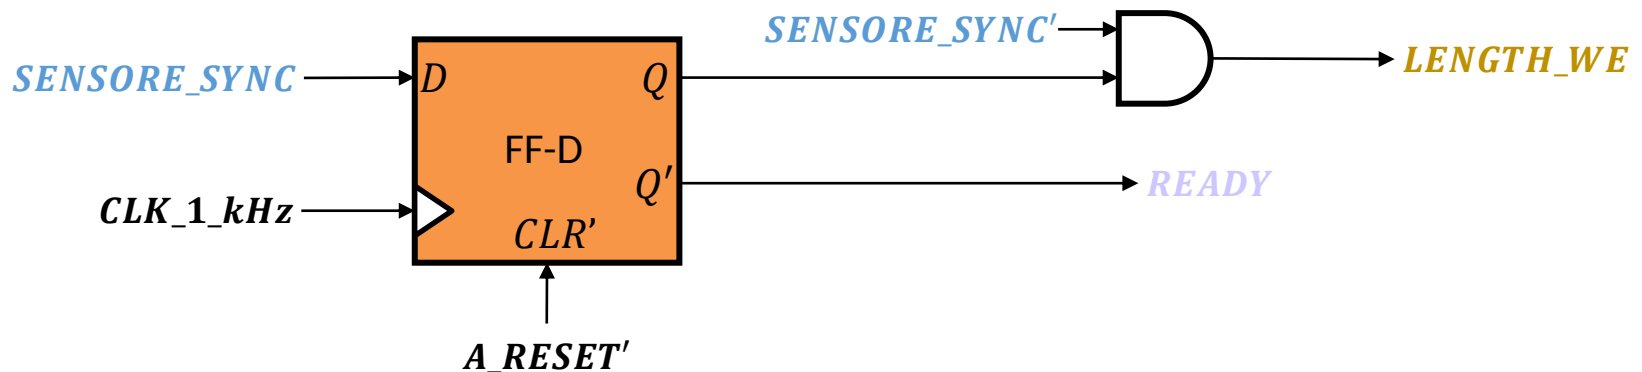 SENSORE_SYNC′
LENGTH_WE
SENSORE_SYNC
D
Q
FF-D
Q′
READY
CLK_1_kHz
CLR’
A_RESET′